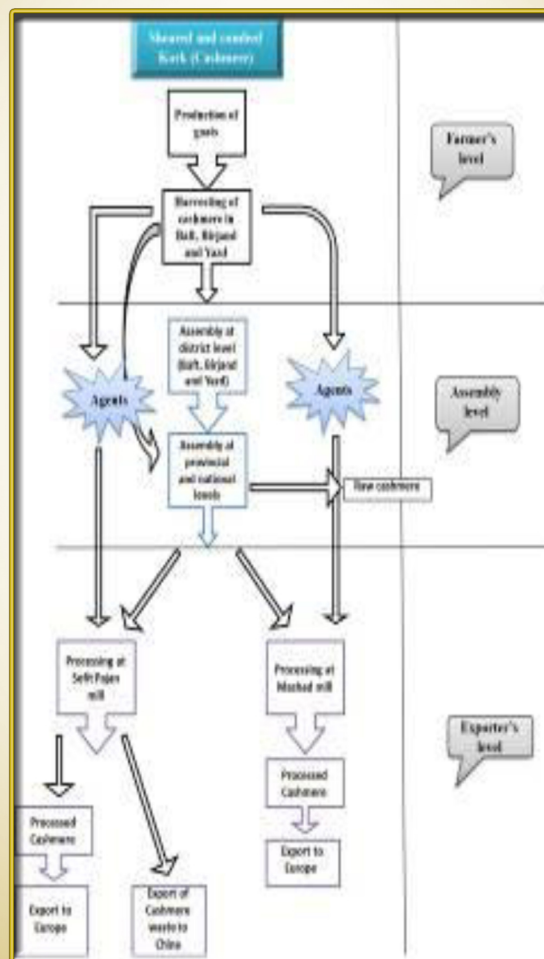 Sheared and combed
Kork (Cashmere)
Production of
goats
Farmer's
level
Harvesting of
cashmere in
Baft, Birjand
and Yazd
Assembly at
district level
(Baft, Birjand
and Yazd)
Agents
Agents
Assembly
level
Assembly at
provincial
and national
levels
Raw cashmere
Processing at
mill
Processing at
Mashad mill
Exporter's
level
Processed
Cashmere
Processed
Cashmere
Export to
Europe
Export to
Europe
Export of
Cashmere
waste to
China